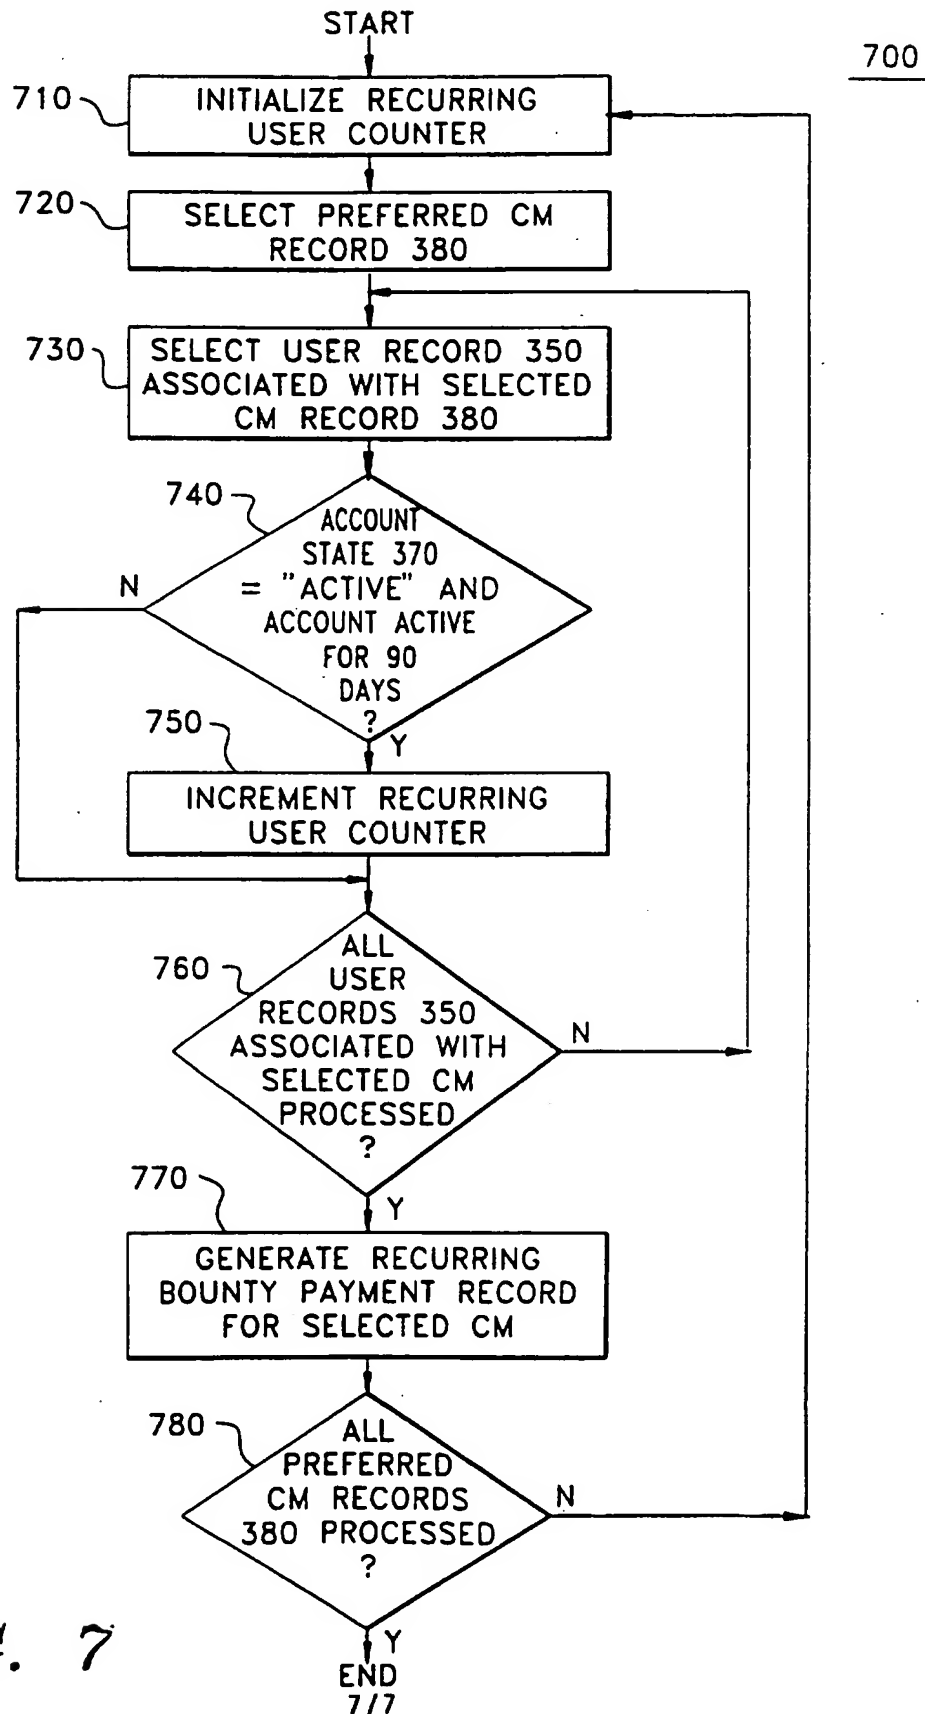 START
700
710
INITIALIZE RECURRING
USER COUNTER
720
SELECT PREFERRED CM
RECORD 380
730
SELECT USER RECORD 350
ASSOCIATED WITH SELECTED
CM RECORD 380
740
ACCOUNT
STATE 370
= "ACTIVE" AND
ACCOUNT ACTIVE
FOR 90
DAYS
?
N
Y
750
INCREMENT RECURRING
USER COUNTER
760
ALL
USER
RECORDS 350
ASSOCIATED WITH
SELECTED CM
PROCESSED
?
N
Y
770
GENERATE RECURRING
BOUNTY PAYMENT RECORD
FOR SELECTED CM
780
ALL
PREFERRED
CM RECORDS
380 PROCESSED
?
N
Y
END
7/7
. 7